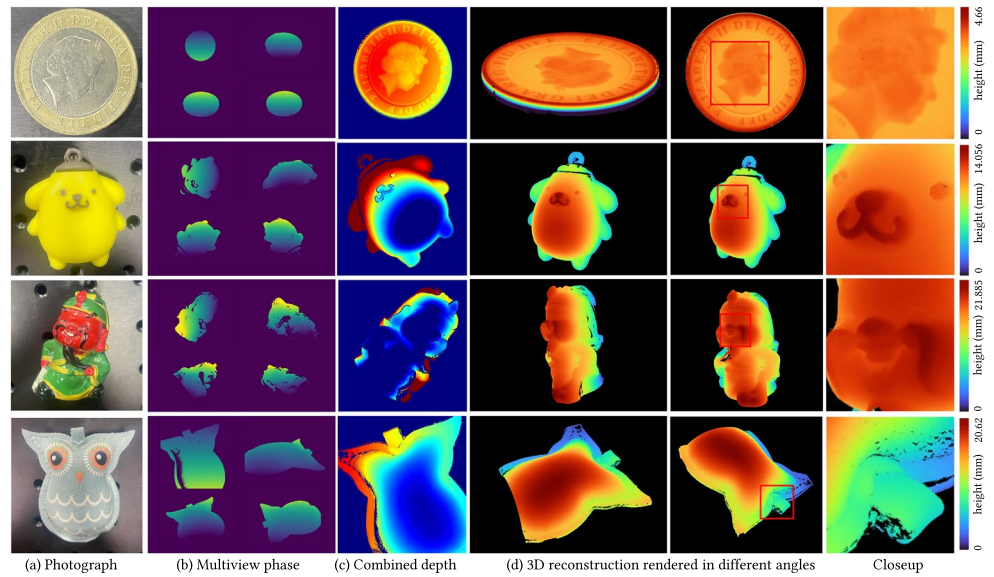 4.66
height (mm)
0
14.056
height (mm)
0
21.885
height (mm)
0
20.62
height (mm)
0
(a) Photograph
(b) Multiview phase
(c) Combined depth
(d) 3D reconstruction rendered in different angles
Closeup